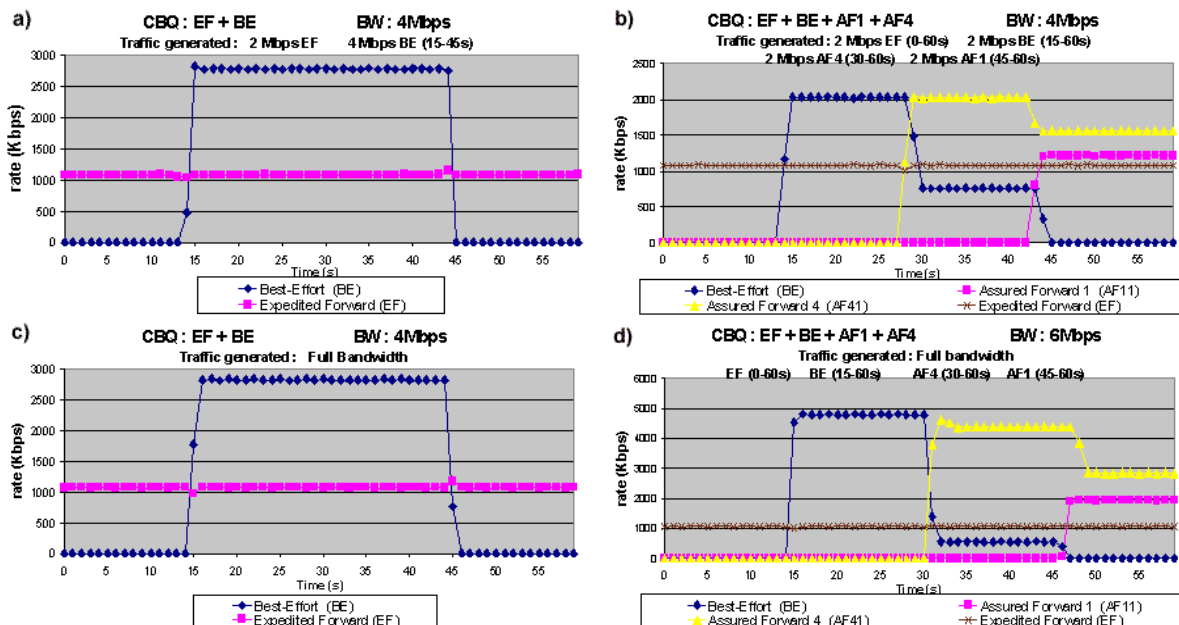 a)
CBQ : EF + BE BW : 4Mbps
Traffic generated : 2 Mbps EF 4 Mbps BE (15-45s)
rate (Kbps)
3000
2500
2000
1500
1000
500
0
0 5 10 15 20 25 30 35 40 45 50 55
Time (s)
Best-Effort (BE)
Expedited Forward (EF)
b)
CBQ : EF + BE + AF1 + AF4 BW : 4Mbps
Traffic generated : 2 Mbps EF (0-60s) 2 Mbps BE (15-60s)
2 Mbps AF4 (30-60s) 2 Mbps AF1 (45-60s)
rate (Kbps)
2500
2000
1500
1000
500
0
0 5 10 15 20 25 30 35 40 45 50 55
Time (s)
Best-Effort (BE) Assured Forward 1 (AF11)
Assured Forward 4 (AF41) Expedited Forward (EF)
c)
CBQ : EF + BE BW : 4Mbps
Traffic generated : Full Bandwidth
rate (Kbps)
3000
2500
2000
1500
1000
500
0
0 5 10 15 20 25 30 35 40 45 50 55
Time (s)
Best-Effort (BE)
Expedited Forward (EF)
d)
CBQ : EF + BE + AF1 + AF4 BW : 6Mbps
Traffic generated : Full bandwidth
EF (0-60s) BE (15-60s) AF4 (30-60s) AF1 (45-60s)
rate (Kbps)
6000
5000
4000
3000
2000
1000
0
0 5 10 15 20 25 30 35 40 45 50 55
Time (s)
Best-Effort (BE) Assured Forward 1 (AF11)
Assured Forward 4 (AF41) Expedited Forward (EF)